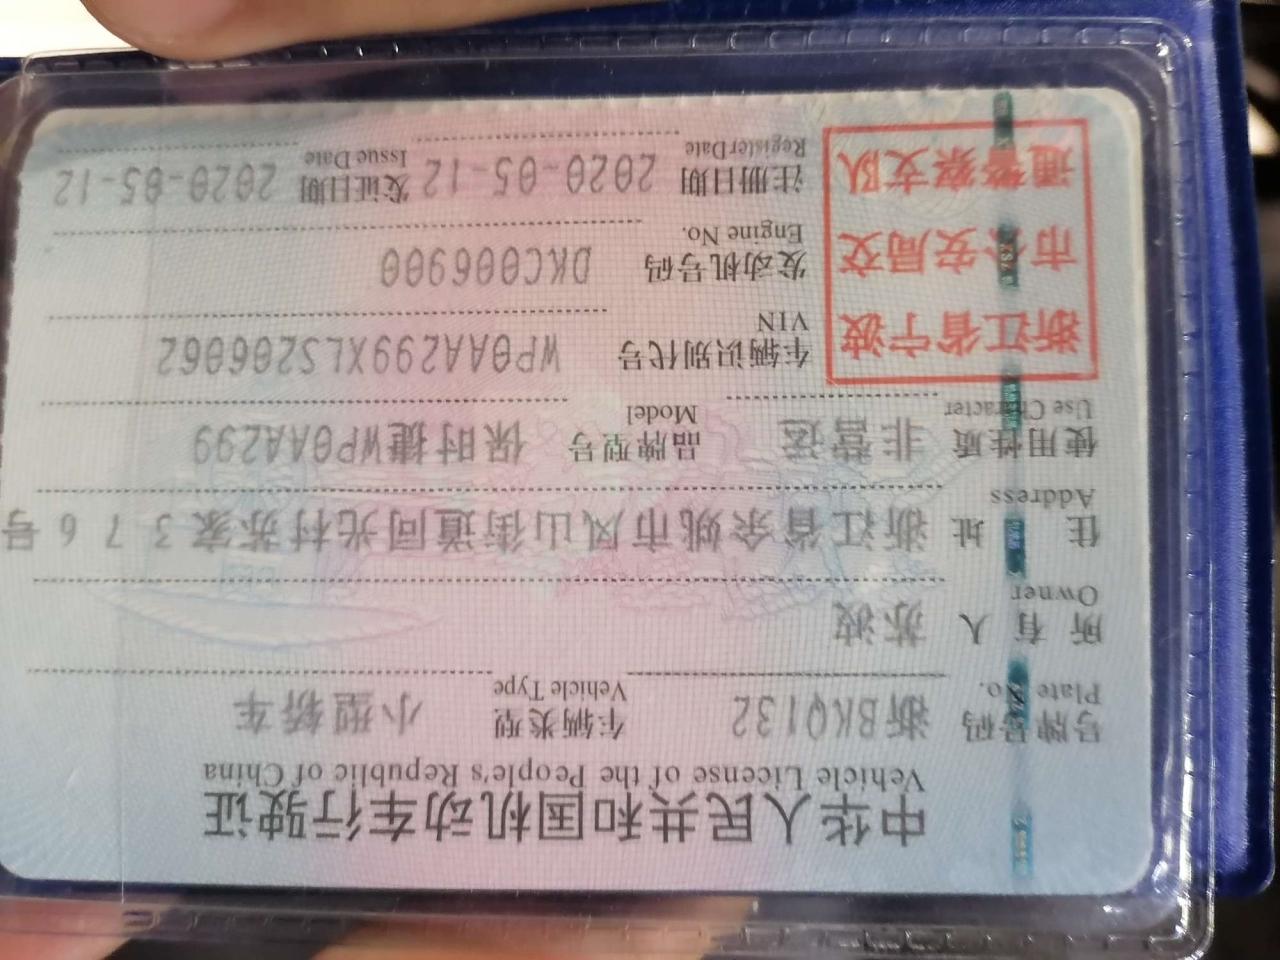 中华人民共和国机动车行驶证
Vehicle License of the People's Republic of China
号牌号码 浙BKQ132 车辆类型 小型轿车
Plate No. Vehicle Type
所有人 苏波
Owner
住址 浙江省余姚市凤山街道同光村苏家376号
Address
使用性质 非营运 品牌型号 保时捷WP0AA299
Use Character Model
浙江省宁波
市公安局交
通警察支队
车辆识别代号 WP0AA299XLS206062
VIN
发动机号码 DKC006900
Engine No.
注册日期 2020-05-12 发证日期 2020-05-12
Register Date Issue Date